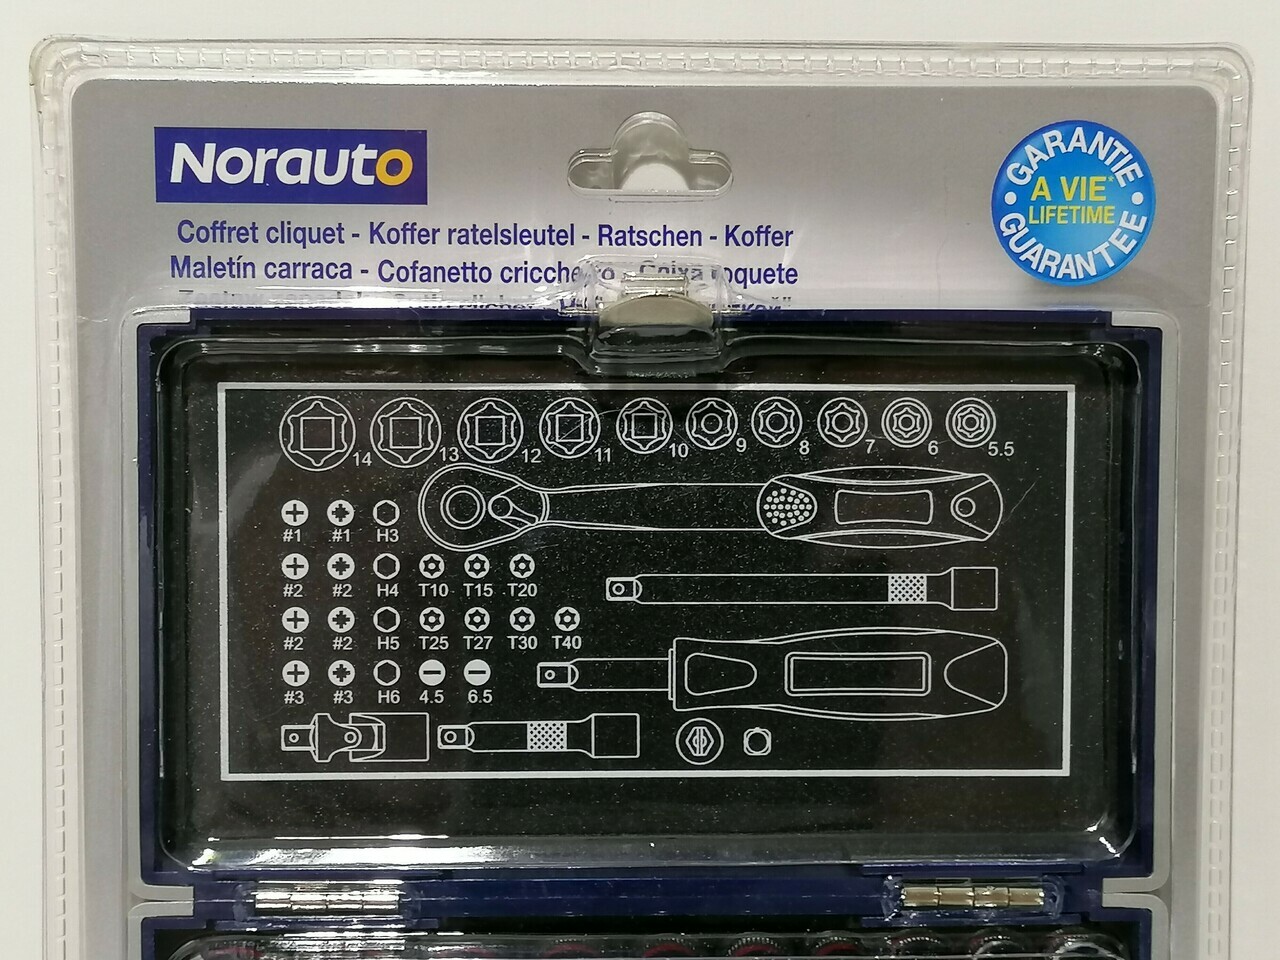 Norauto
GARANTIE
A VIE*
LIFETIME
GUARANTEE
Coffret cliquet - Koffer ratelsleutel - Ratschen - Koffer
Maletín carraca - Cofanetto cricchetto - Caixa roquete
14 13 12 11 10 9 8 7 6 5.5
#1 #1 H3
#2 #2 H4 T10 T15 T20
#2 #2 H5 T25 T27 T30 T40
#3 #3 H6 4.5 6.5